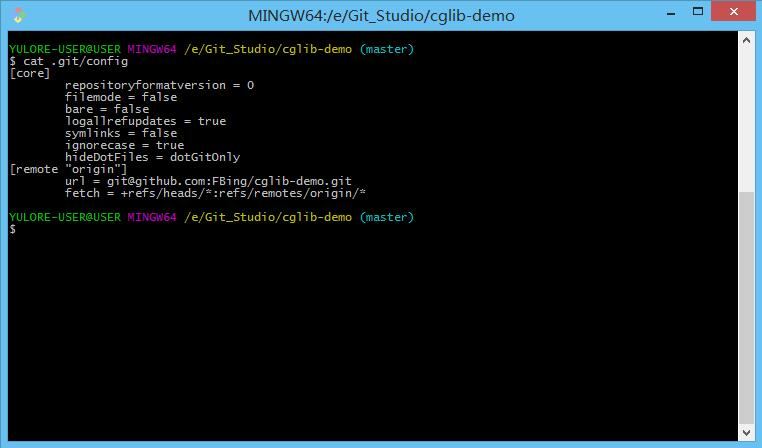 MINGW64:/e/Git_Studio/cglib-demo
YULORE-USER@USER MINGW64 /e/Git_Studio/cglib-demo (master)
$ cat .git/config
[core]
        repositoryformatversion = 0
        filemode = false
        bare = false
        logallrefupdates = true
        symlinks = false
        ignorecase = true
        hideDotFiles = dotGitOnly
[remote "origin"]
        url = git@github.com:FBing/cglib-demo.git
        fetch = +refs/heads/*:refs/remotes/origin/*
YULORE-USER@USER MINGW64 /e/Git_Studio/cglib-demo (master)
$